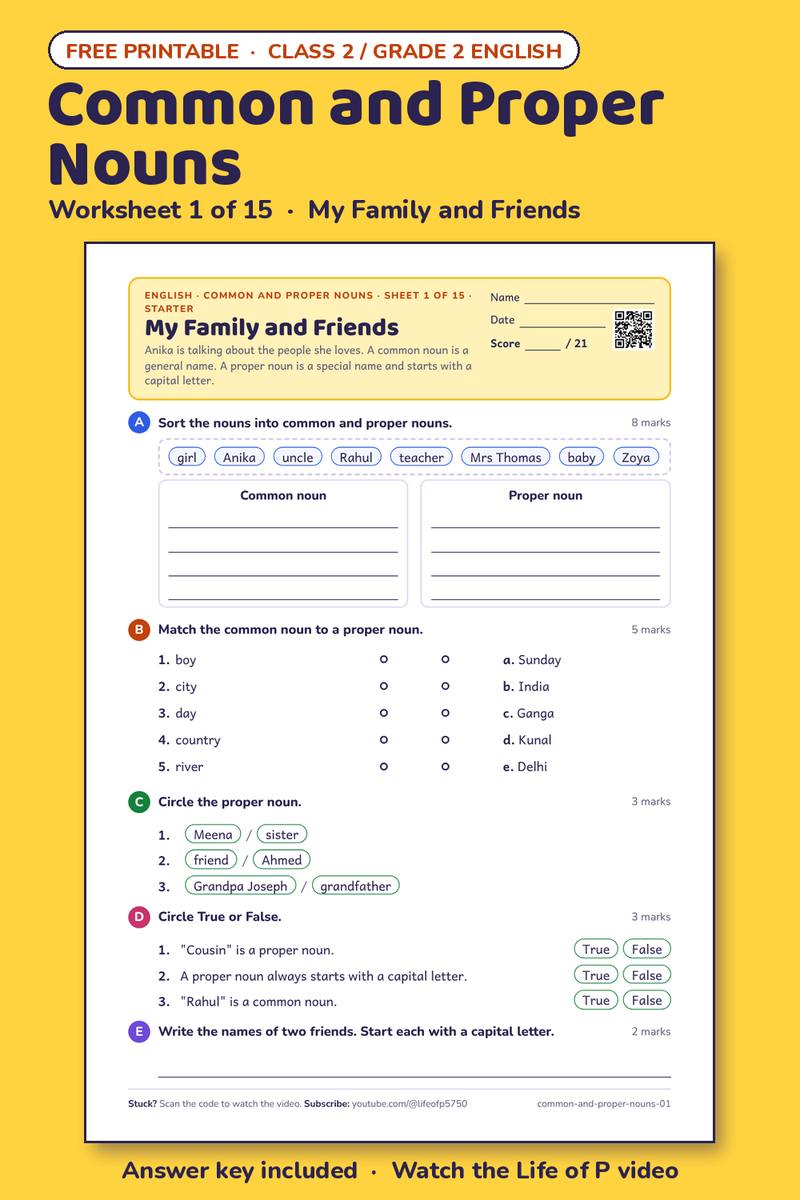 FREE PRINTABLE · CLASS 2 / GRADE 2 ENGLISH
Common and Proper
Nouns
Worksheet 1 of 15 · My Family and Friends
ENGLISH · COMMON AND PROPER NOUNS · SHEET 1 OF 15 ·
STARTER
My Family and Friends
Anika is talking about the people she loves. A common noun is a
general name. A proper noun is a special name and starts with a
capital letter.
Name
Date
Score / 21
A Sort the nouns into common and proper nouns. 8 marks
girl Anika uncle Rahul teacher Mrs Thomas baby Zoya
Common noun Proper noun
B Match the common noun to a proper noun. 5 marks
1. boy a. Sunday
2. city b. India
3. day c. Ganga
4. country d. Kunal
5. river e. Delhi
C Circle the proper noun. 3 marks
1. Meena / sister
2. friend / Ahmed
3. Grandpa Joseph / grandfather
D Circle True or False. 3 marks
1. "Cousin" is a proper noun. True False
2. A proper noun always starts with a capital letter. True False
3. "Rahul" is a common noun. True False
E Write the names of two friends. Start each with a capital letter. 2 marks
Stuck? Scan the code to watch the video. Subscribe: youtube.com/@lifeofp5750 common-and-proper-nouns-01
Answer key included · Watch the Life of P video